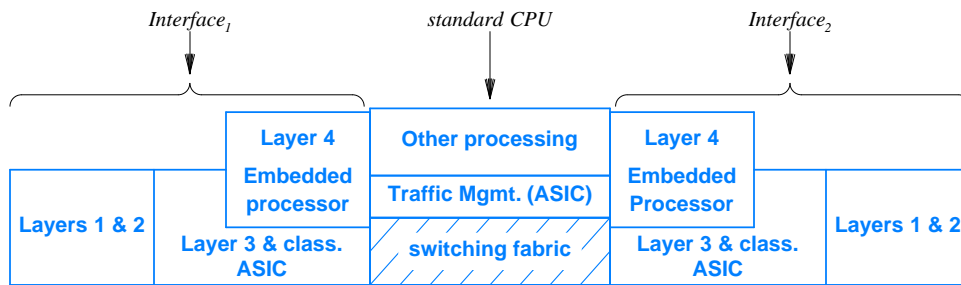 Interface1
standard CPU
Interface2
Layer 4
Embedded
processor
Other processing
Layer 4
Embedded
Processor
Traffic Mgmt. (ASIC)
Layers 1 & 2
Layer 3 & class.
ASIC
switching fabric
Layer 3 & class.
ASIC
Layers 1 & 2